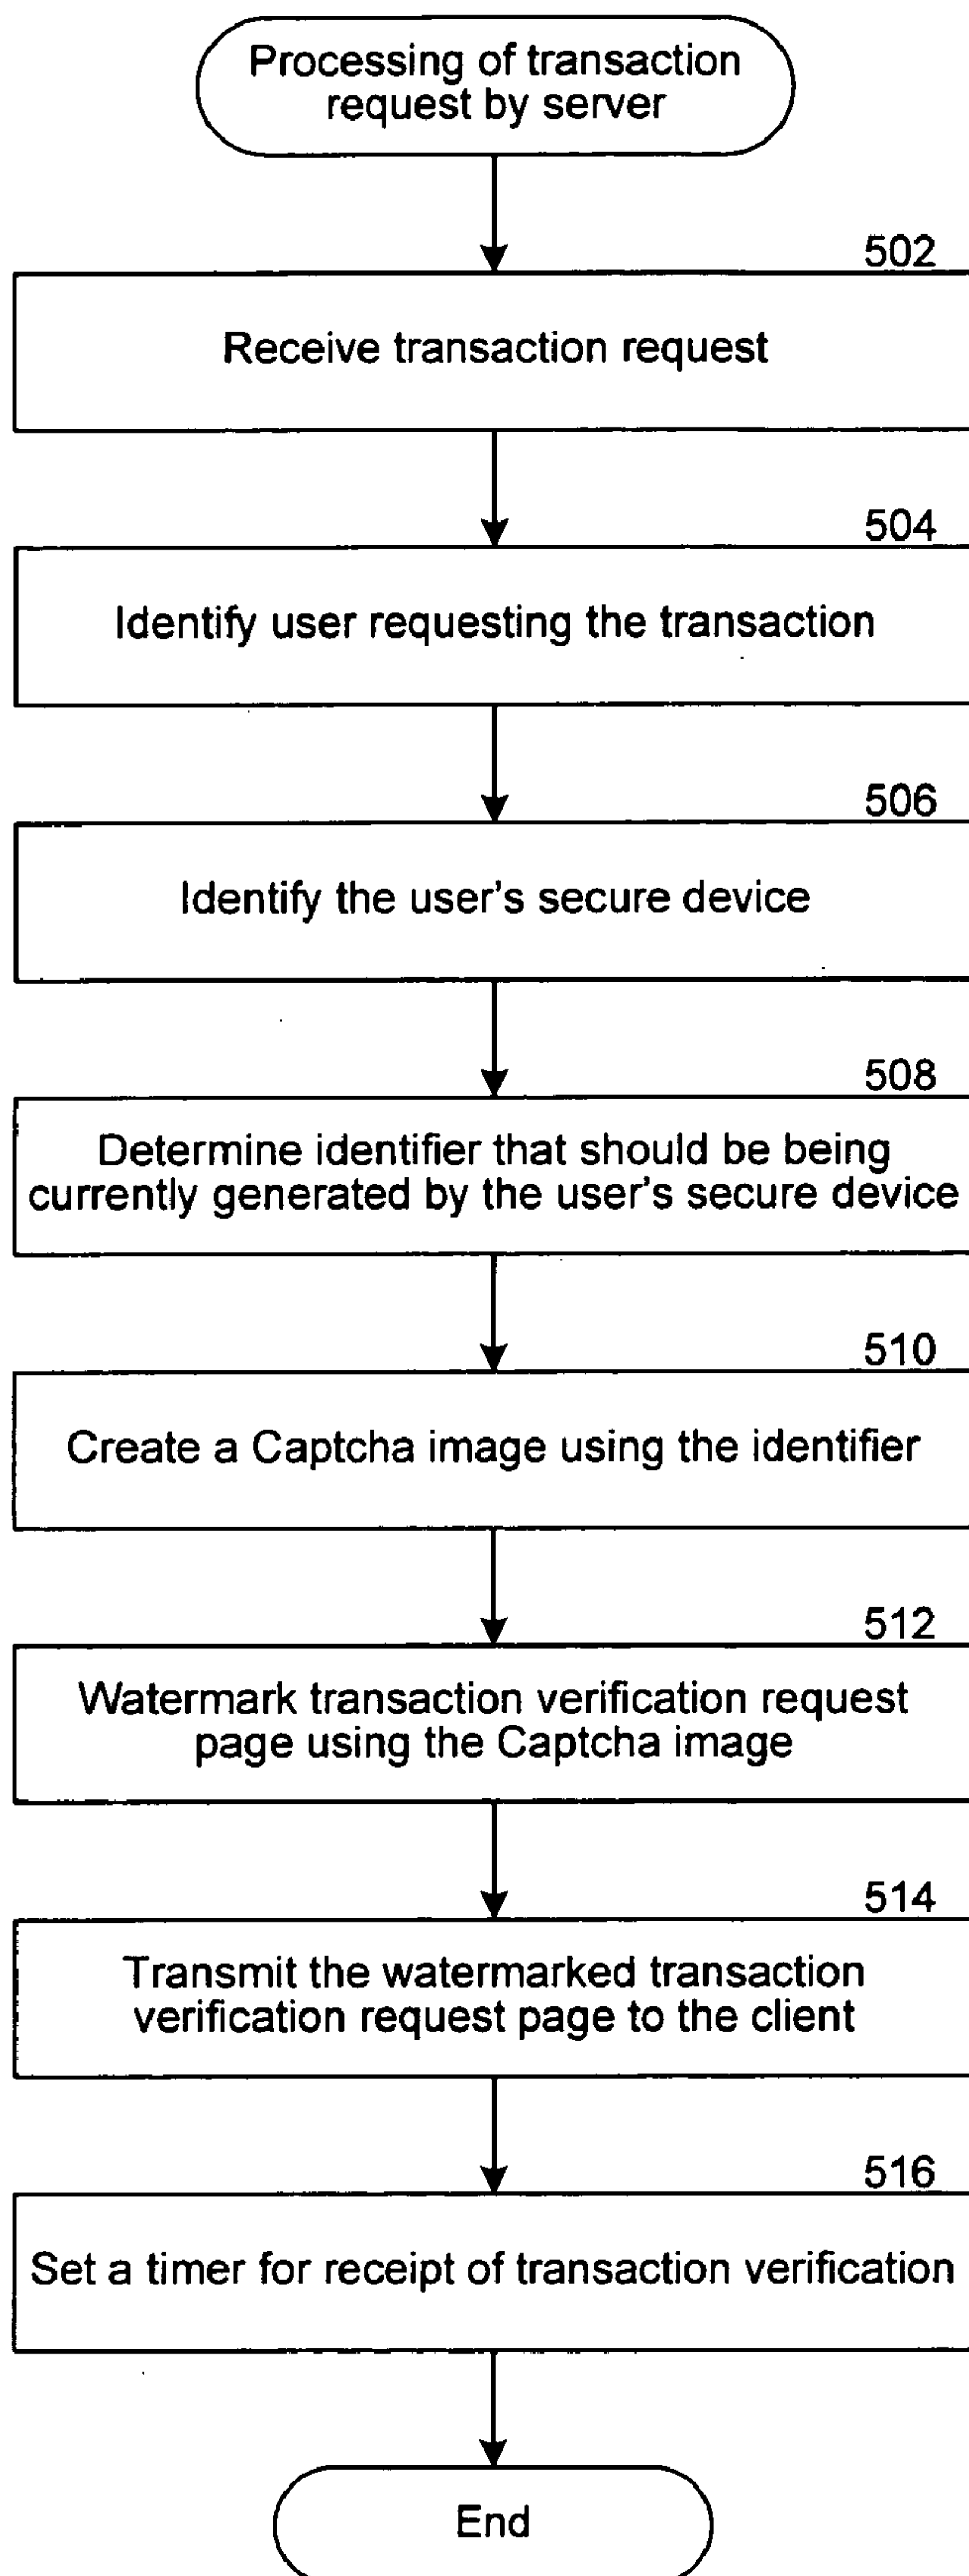 Processing of transaction
request by server
502
Receive transaction request
504
Identify user requesting the transaction
506
Identify the user's secure device
508
Determine identifier that should be being
currently generated by the user's secure device
510
Create a Captcha image using the identifier
512
Watermark transaction verification request
page using the Captcha image
514
Transmit the watermarked transaction
verification request page to the client
516
Set a timer for receipt of transaction verification
End